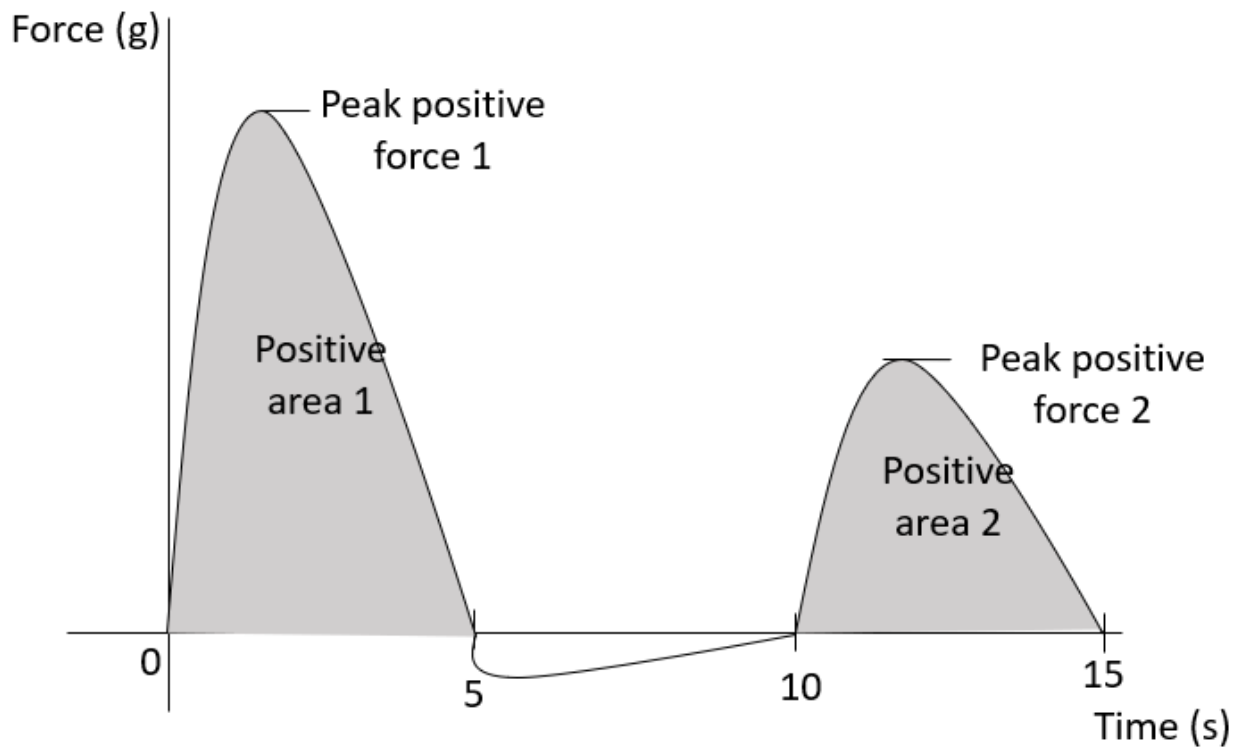 Force (g)
Peak positive
force 1
Positive
area 1
Peak positive
force 2
Positive
area 2
0
5
10
15
Time (s)